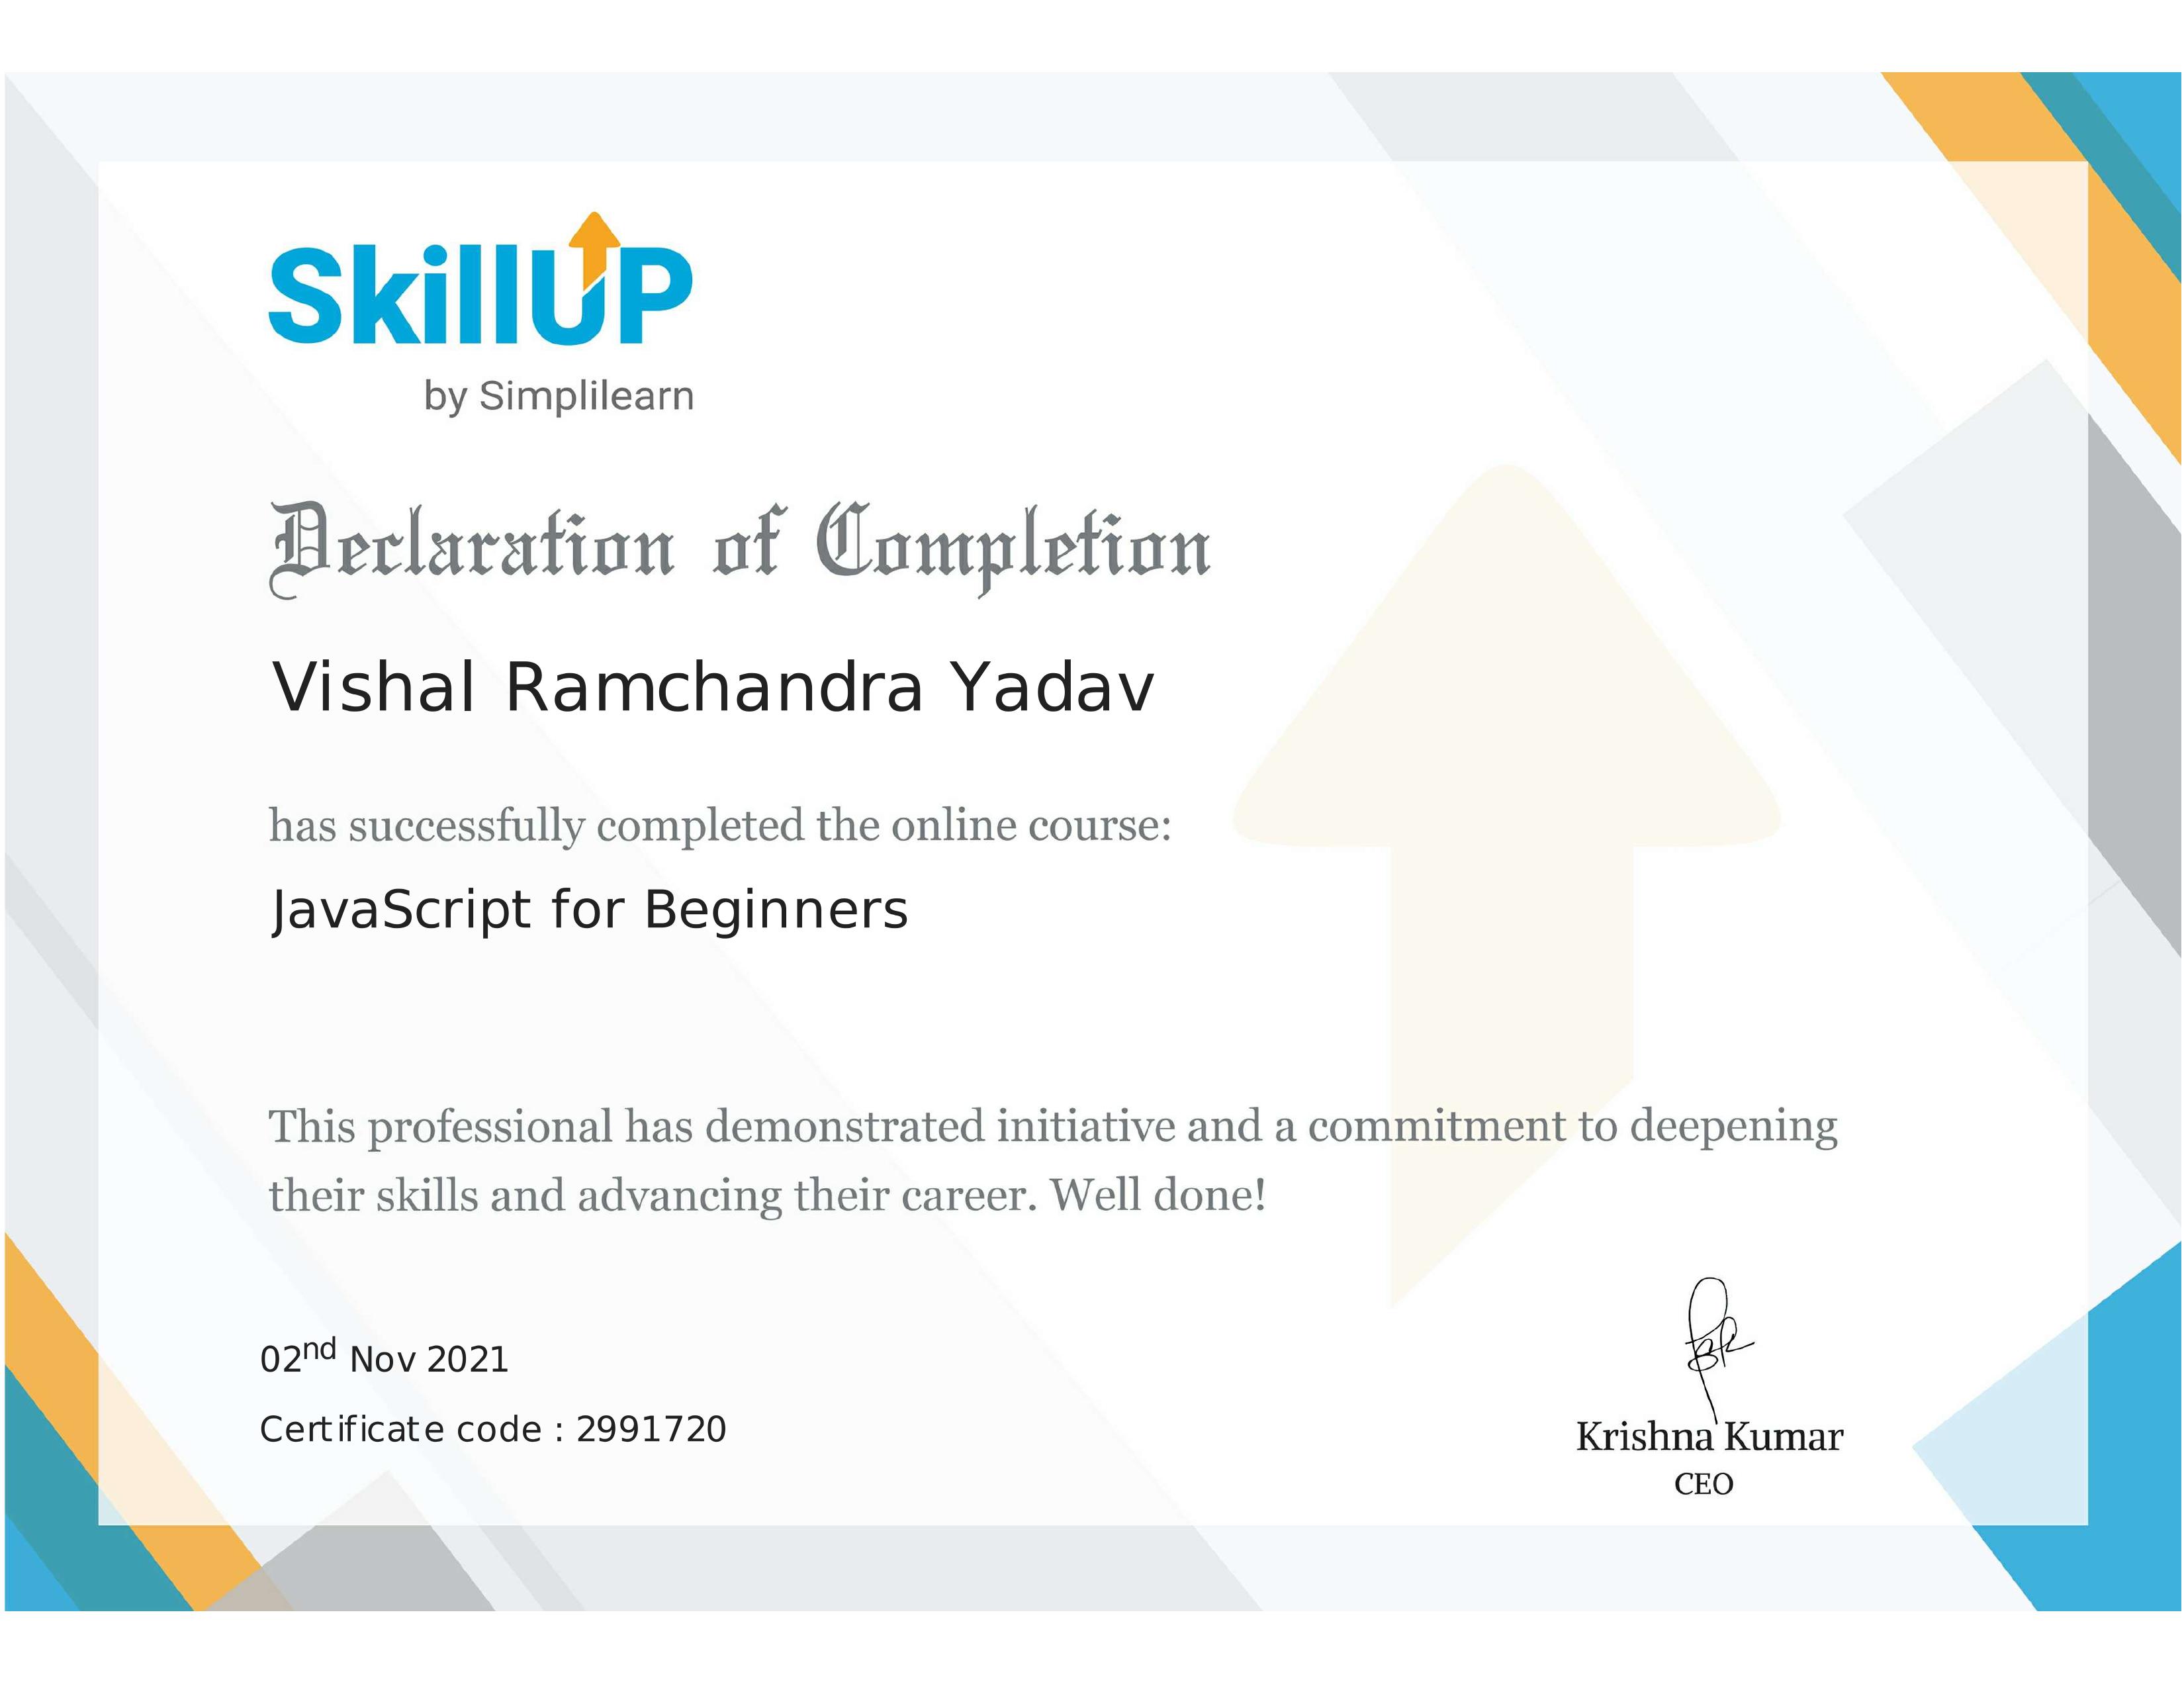 SkillUP
by Simplilearn
Declaration of Completion
Vishal Ramchandra Yadav
has successfully completed the online course:
JavaScript for Beginners
This professional has demonstrated initiative and a commitment to deepening
their skills and advancing their career. Well done!
02nd Nov 2021
Certificate code : 2991720
Krishna Kumar
CEO